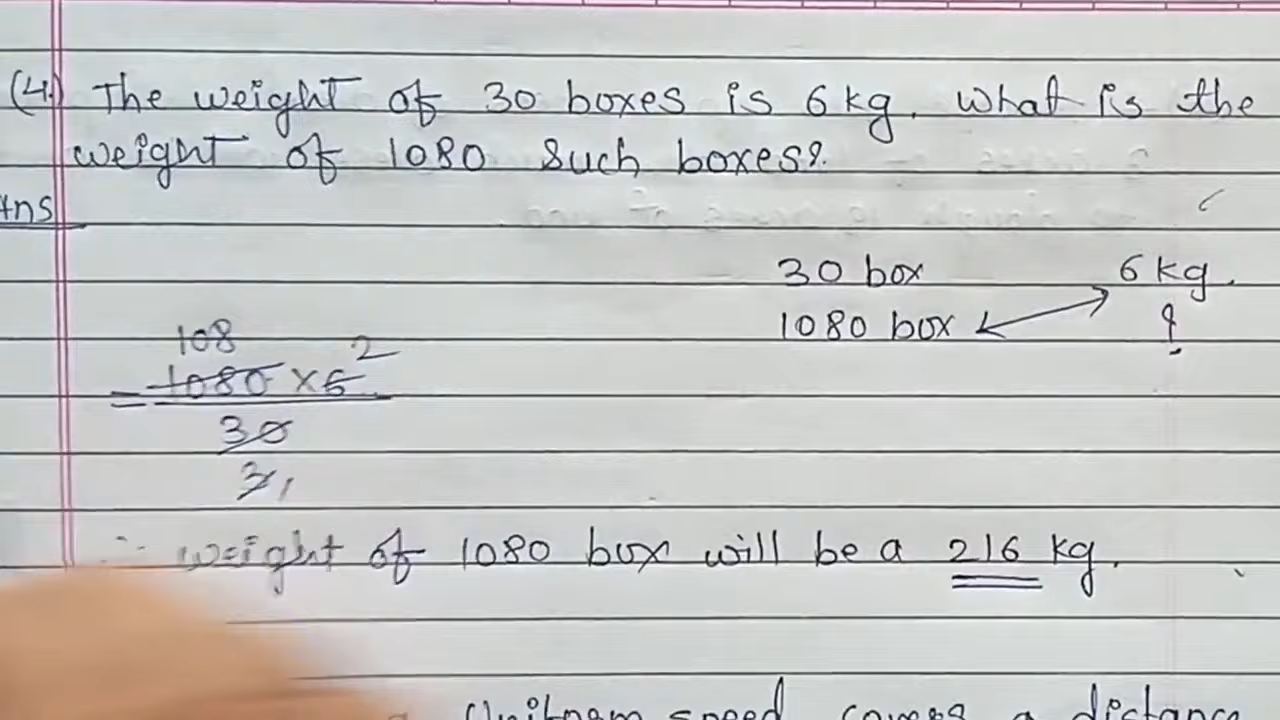 (4.) The weight of 30 boxes is 6 kg. What is the
weight of 1080 such boxes?
Ans
30 box 6 kg.
1080 box ?
108 2
= 1080 × 6
30
3 1
∴ weight of 1080 box will be a 216 kg.
a Uniform speed comes a distance